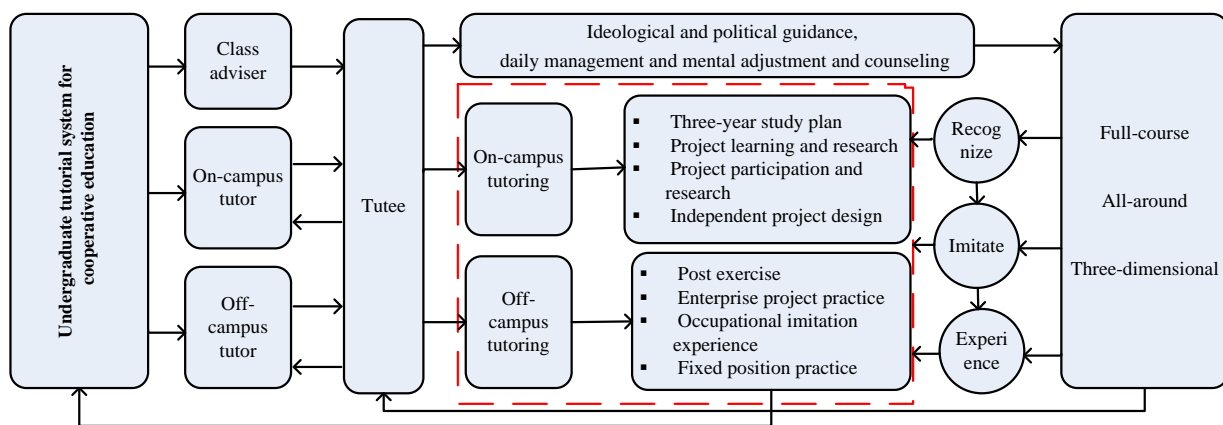 Undergraduate tutorial system for
cooperative education
Class
adviser
On-campus
tutor
Off-
campus
tutor
Tutee
Ideological and political guidance,
daily management and mental adjustment and counseling
On-campus
tutoring
▪ Three-year study plan
▪ Project learning and research
▪ Project participation and
research
▪ Independent project design
Off-
campus
tutoring
▪ Post exercise
▪ Enterprise project practice
▪ Occupational imitation
experience
▪ Fixed position practice
Recog
nize
Imitate
Experi
ence
Full-course
All-around
Three-dimensional